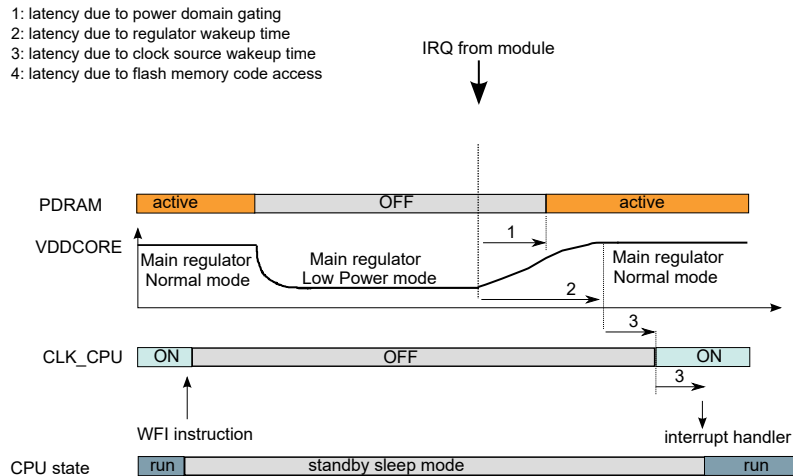 1: latency due to power domain gating
2: latency due to regulator wakeup time
3: latency due to clock source wakeup time
4: latency due to flash memory code access
IRQ from module
PDRAM active OFF active
1
VDDCORE
Main regulator
Normal mode
Main regulator
Low Power mode
Main regulator
Normal mode
2
3
CLK_CPU ON OFF ON
3
WFI instruction
interrupt handler
CPU state run standby sleep mode run